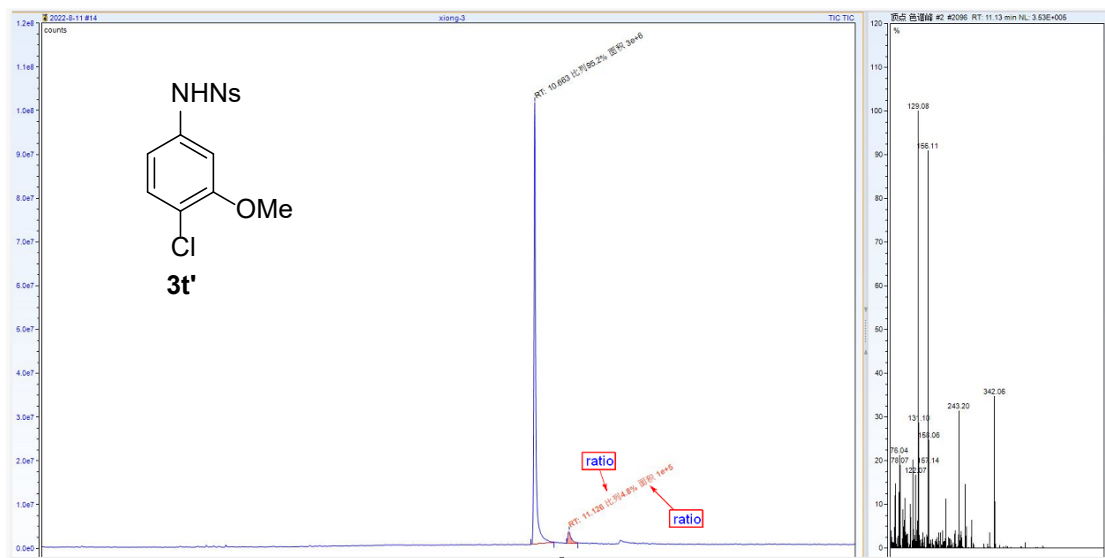 2022-8-11 #14
xiong-3
TIC TIC
counts
1.2e8
1.1e8
1.0e8
9.0e7
8.0e7
7.0e7
6.0e7
5.0e7
4.0e7
3.0e7
2.0e7
1.0e7
0.0e0
RT: 10.663 比列95.2% 面积 3e+6
RT: 11.126 比列4.8% 面积 1e+5
ratio
ratio
NHNs
OMe
Cl
3t'
顶点 色谱峰 #2 #2096 RT: 11.13 min NL: 3.53E+005
%
120
110
100
90
80
70
60
50
40
30
20
10
0
129.08
156.11
342.06
243.20
131.10
158.06
76.04
157.14
78.07
122.07